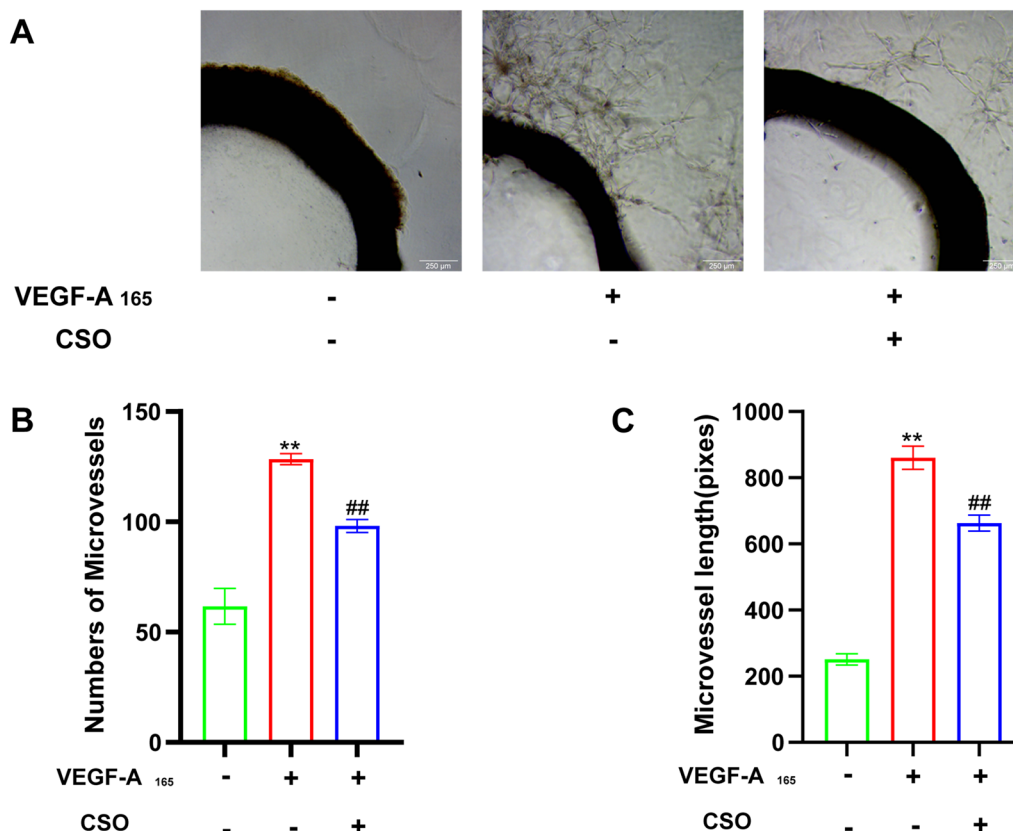 A
250 µm
250 µm
250 µm
VEGF-A 165 - + +
CSO - - +
B
Numbers of Microvessels
150
100
50
0
**
##
VEGF-A 165 - + +
CSO - - +
C
Microvessel length(pixes)
1000
800
600
400
200
0
**
##
VEGF-A 165 - + +
CSO - - +